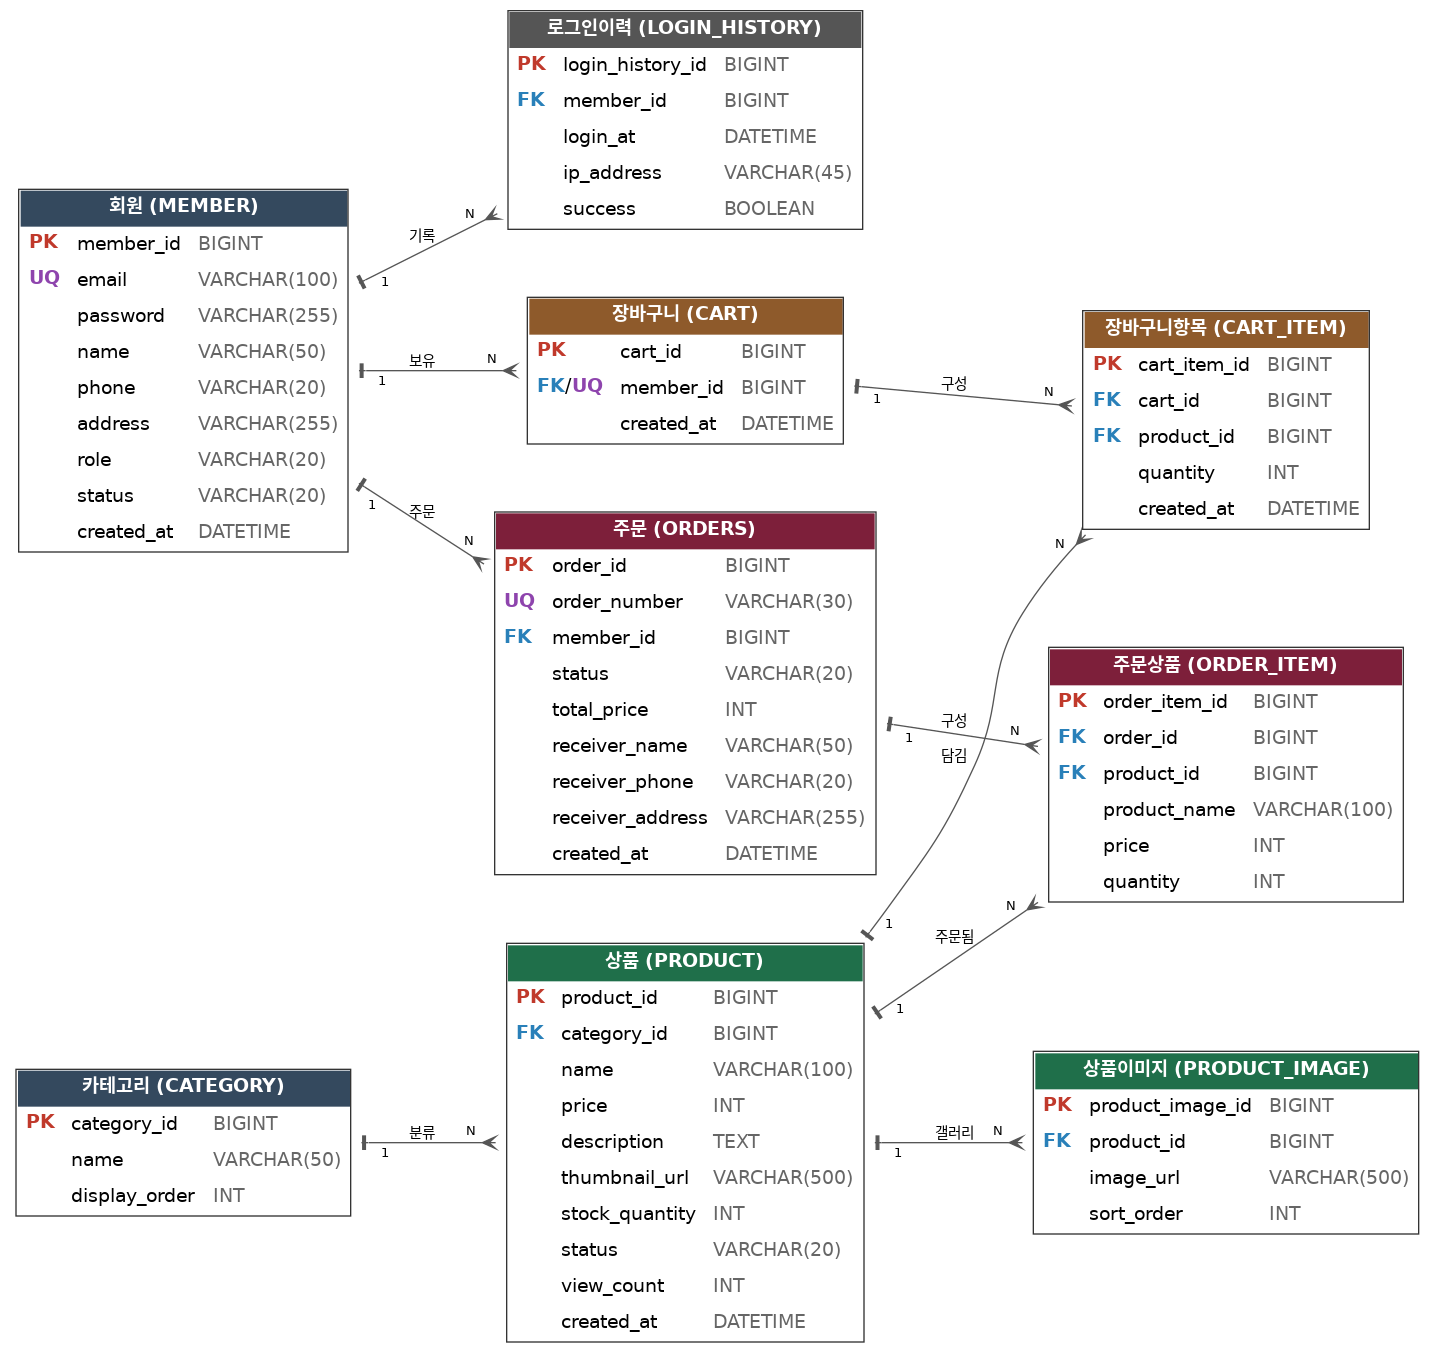 로그인이력 (LOGIN_HISTORY)
PK login_history_id BIGINT
FK member_id BIGINT
login_at DATETIME
ip_address VARCHAR(45)
success BOOLEAN
회원 (MEMBER)
PK member_id BIGINT
UQ email VARCHAR(100)
password VARCHAR(255)
name VARCHAR(50)
phone VARCHAR(20)
address VARCHAR(255)
role VARCHAR(20)
status VARCHAR(20)
created_at DATETIME
1 기록 N
1 보유 N
1 주문 N
장바구니 (CART)
PK cart_id BIGINT
FK/UQ member_id BIGINT
created_at DATETIME
1 구성 N
장바구니항목 (CART_ITEM)
PK cart_item_id BIGINT
FK cart_id BIGINT
FK product_id BIGINT
quantity INT
created_at DATETIME
주문 (ORDERS)
PK order_id BIGINT
UQ order_number VARCHAR(30)
FK member_id BIGINT
status VARCHAR(20)
total_price INT
receiver_name VARCHAR(50)
receiver_phone VARCHAR(20)
receiver_address VARCHAR(255)
created_at DATETIME
1 구성 N
1 담김 N
주문상품 (ORDER_ITEM)
PK order_item_id BIGINT
FK order_id BIGINT
FK product_id BIGINT
product_name VARCHAR(100)
price INT
quantity INT
1 주문됨 N
상품 (PRODUCT)
PK product_id BIGINT
FK category_id BIGINT
name VARCHAR(100)
price INT
description TEXT
thumbnail_url VARCHAR(500)
stock_quantity INT
status VARCHAR(20)
view_count INT
created_at DATETIME
카테고리 (CATEGORY)
PK category_id BIGINT
name VARCHAR(50)
display_order INT
1 분류 N
1 갤러리 N
상품이미지 (PRODUCT_IMAGE)
PK product_image_id BIGINT
FK product_id BIGINT
image_url VARCHAR(500)
sort_order INT